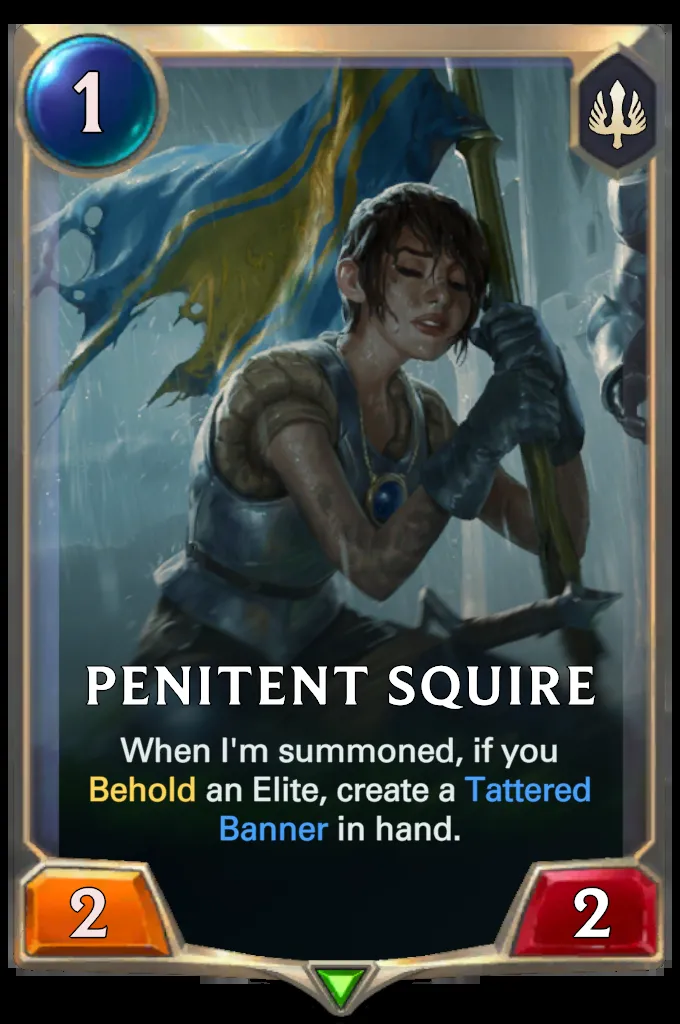 1
PENITENT SQUIRE
When I'm summoned, if you
Behold an Elite, create a Tattered
Banner in hand.
2 2